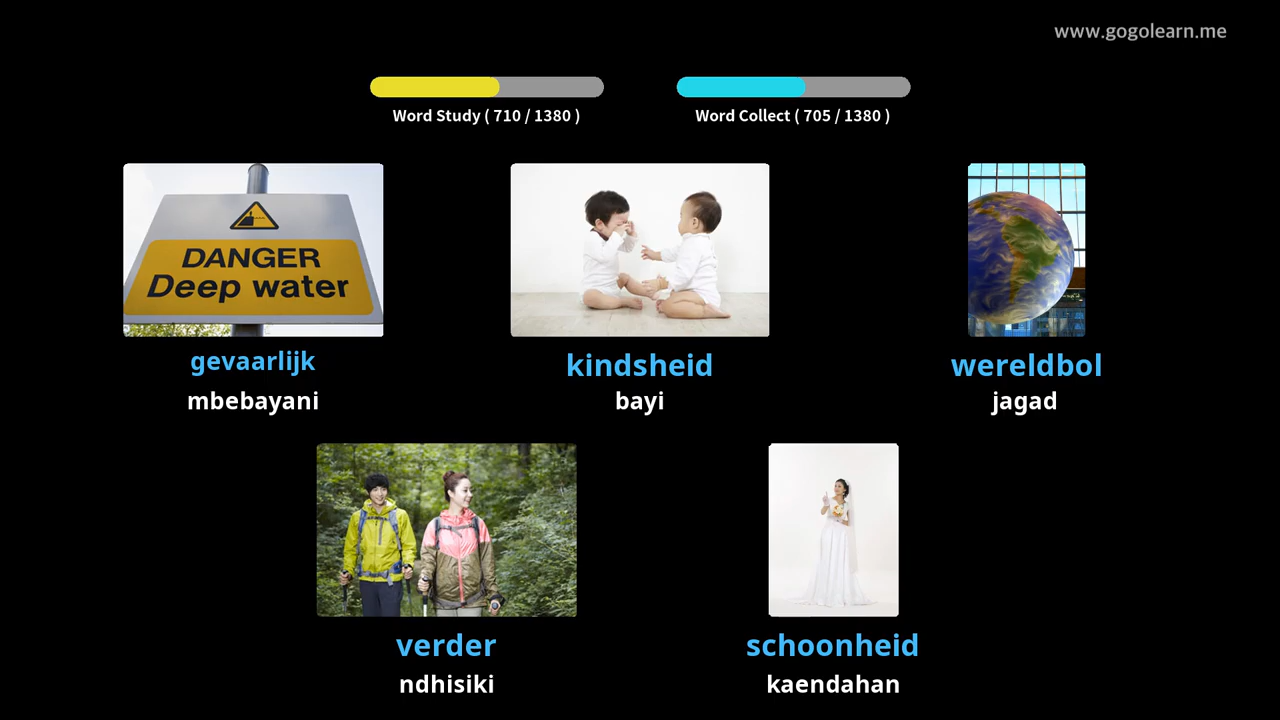 www.gogolearn.me
Word Study ( 710 / 1380 )
Word Collect ( 705 / 1380 )
DANGER
Deep water
gevaarlijk
mbebayani
kindsheid
bayi
wereldbol
jagad
verder
ndhisiki
schoonheid
kaendahan